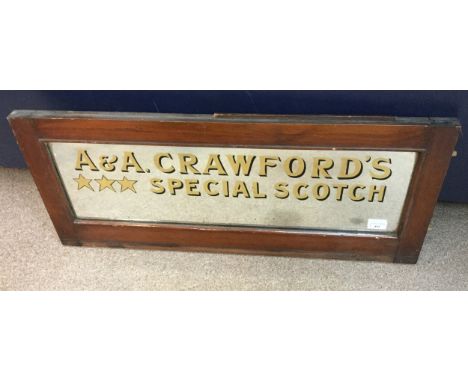 A & A. CRAWFORD'S
★★★ SPECIAL SCOTCH